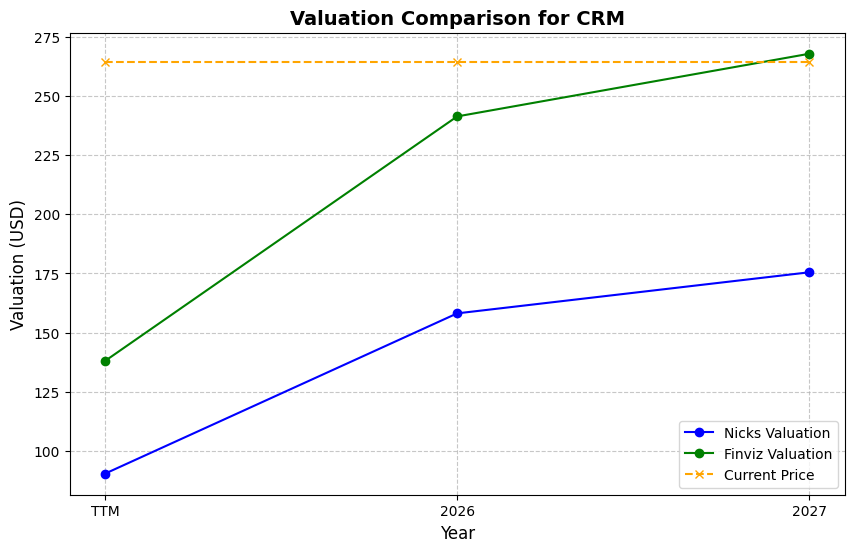 Valuation Comparison for CRM
275
250
225
200
175
150
125
100
Valuation (USD)
Nicks Valuation
Finviz Valuation
Current Price
TTM 2026 2027
Year